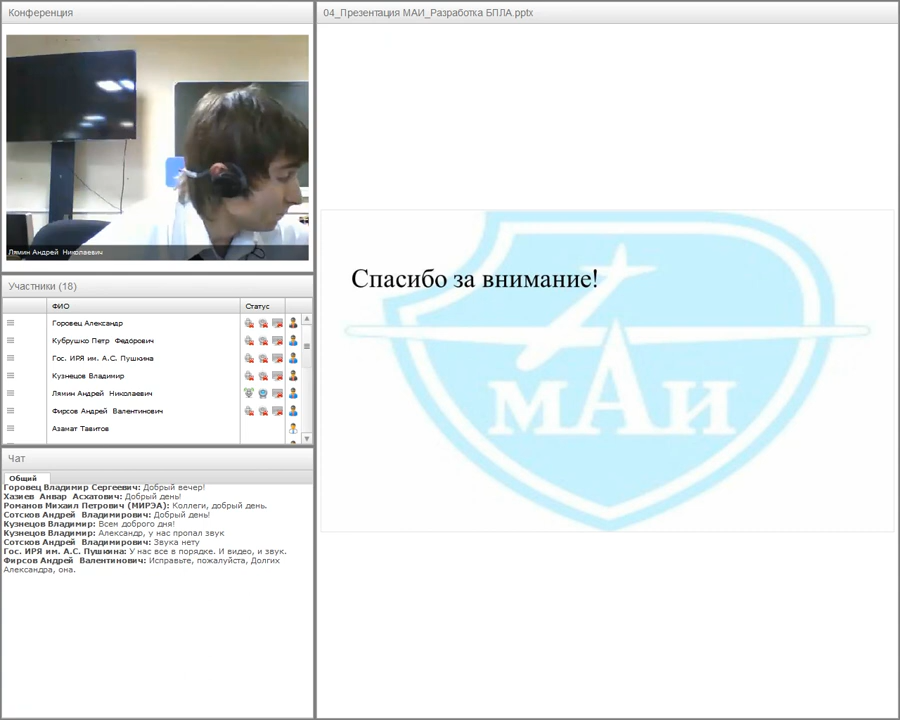 Конференция
Лямин Андрей Николаевич
Участники (18)
ФИО
Статус
Горовец Александр
Кубрушко Петр Федорович
Гос. ИРЯ им. А.С. Пушкина
Кузнецов Владимир
Лямин Андрей Николаевич
Фирсов Андрей Валентинович
Азамат Тавитов
Чат
Общий
Горовец Владимир Сергеевич: Добрый вечер!
Хазиев Анвар Асхатович: Добрый день!
Романов Михаил Петрович (МИРЭА): Коллеги, добрый день.
Сотсков Андрей Владимирович: Добрый день!
Кузнецов Владимир: Всем доброго дня!
Кузнецов Владимир: Александр, у нас пропал звук
Сотсков Андрей Владимирович: Звука нету
Гос. ИРЯ им. А.С. Пушкина: У нас все в порядке. И видео, и звук.
Фирсов Андрей Валентинович: Исправьте, пожалуйста, Долгих
Александра, она.
04_Презентация МАИ_Разработка БПЛА.pptx
Спасибо за внимание!
МАИ